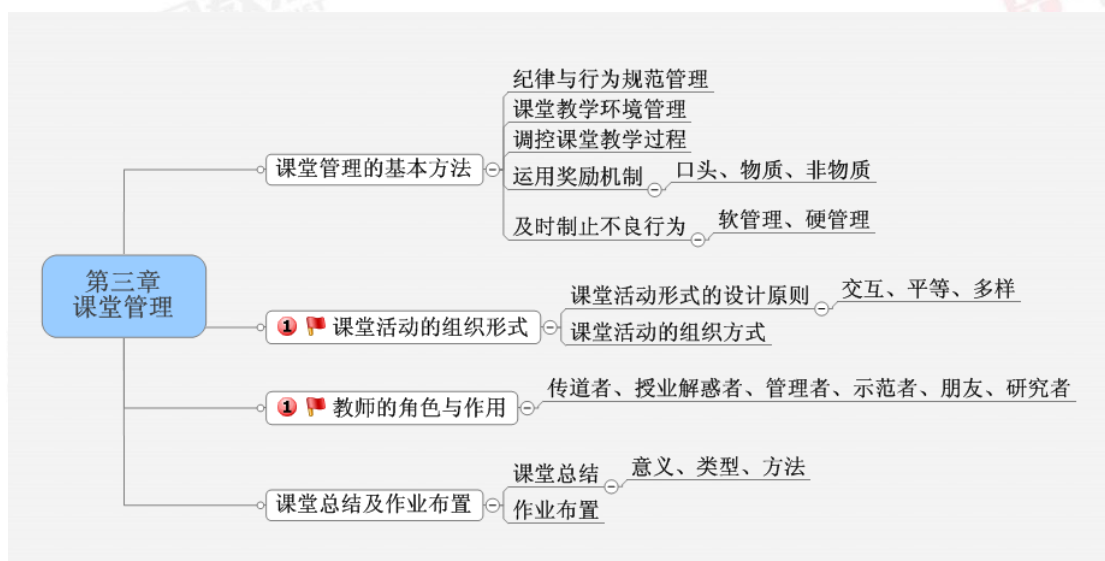 第三章
课堂管理
课堂管理的基本方法
纪律与行为规范管理
课堂教学环境管理
调控课堂教学过程
运用奖励机制
口头、物质、非物质
及时制止不良行为
软管理、硬管理
1 课堂活动的组织形式
课堂活动形式的设计原则
交互、平等、多样
课堂活动的组织方式
1 教师的角色与作用
传道者、授业解惑者、管理者、示范者、朋友、研究者
课堂总结及作业布置
课堂总结
意义、类型、方法
作业布置